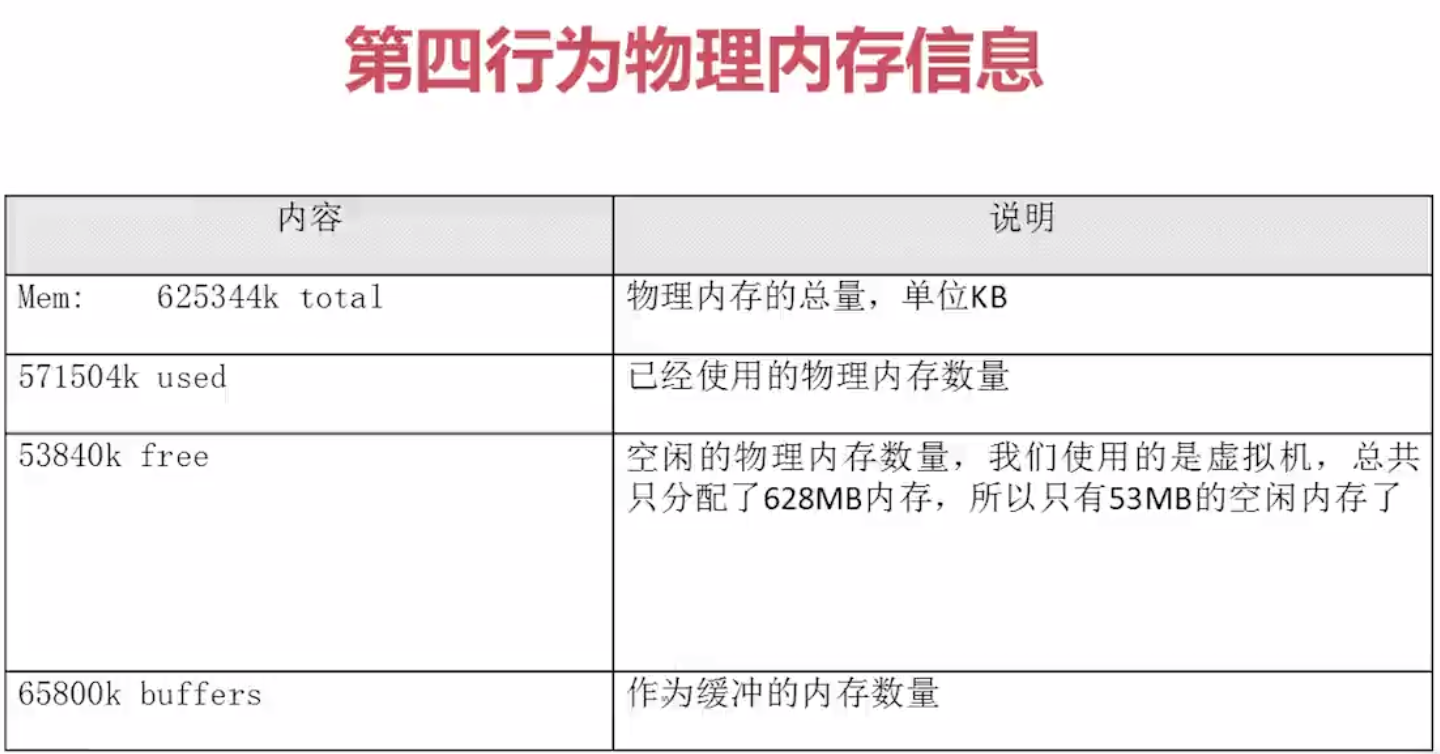 第四行为物理内存信息
内容
说明
Mem: 625344k total
物理内存的总量，单位KB
571504k used
已经使用的物理内存数量
53840k free
空闲的物理内存数量，我们使用的是虚拟机，总共
只分配了628MB内存，所以只有53MB的空闲内存了
65800k buffers
作为缓冲的内存数量